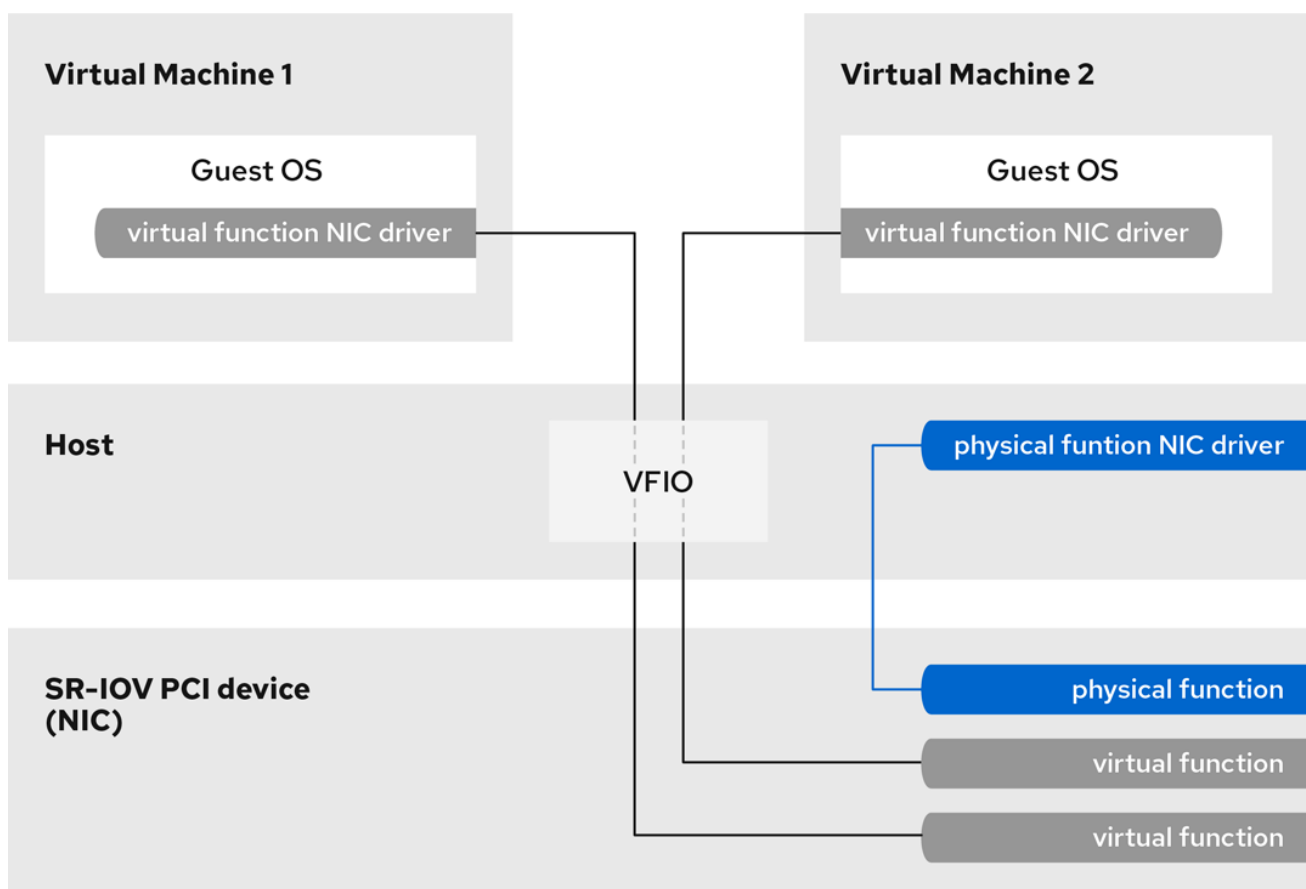 Virtual Machine 1
Guest OS
virtual function NIC driver
Virtual Machine 2
Guest OS
virtual function NIC driver
Host
VFIO
physical funtion NIC driver
SR-IOV PCI device
(NIC)
physical function
virtual function
virtual function